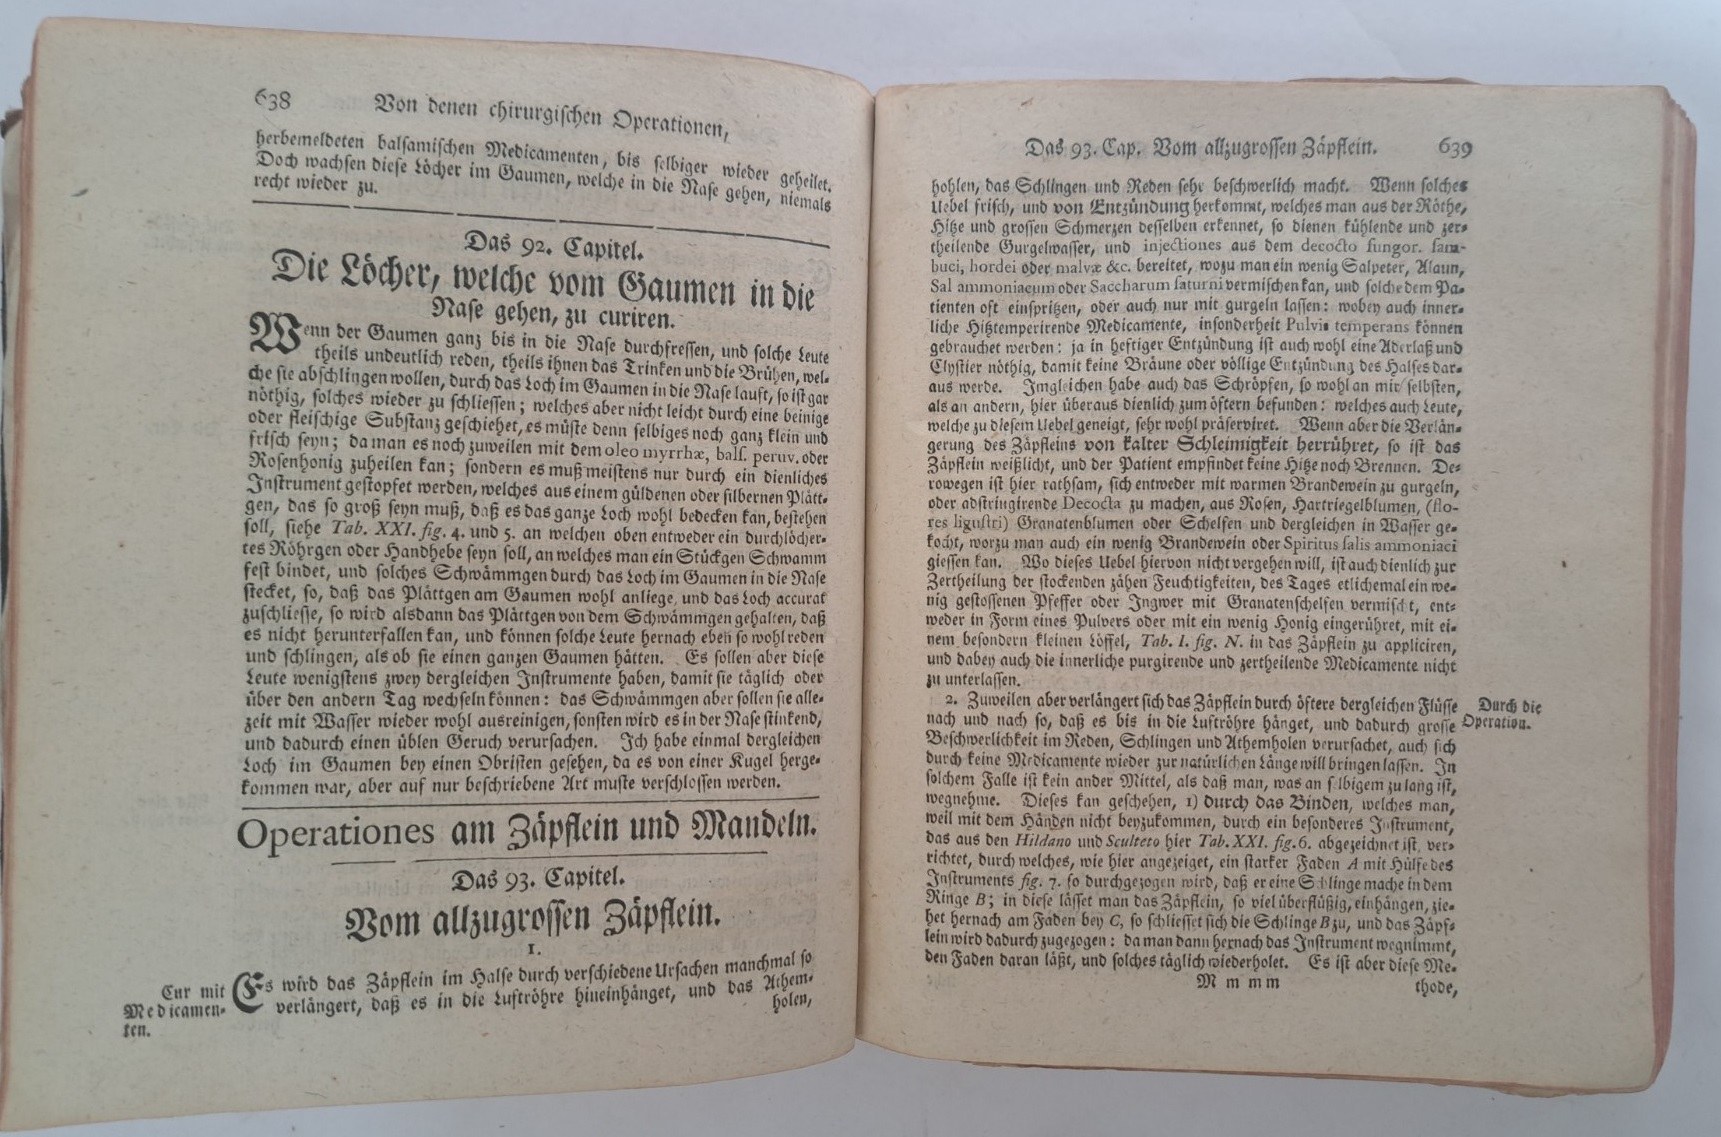 638 Von denen chirurgischen Operationen,
herbemeldeten balsamischen Medicamenten, bis selbiger wieder geheilet.
Doch wachsen diese Löcher im Gaumen, welche in die Nase gehen, niemals
recht wieder zu.
Das 92. Capitel.
Die Löcher, welche vom Gaumen in die
Nase gehen, zu curiren.
Wenn der Gaumen ganz bis in die Nase durchfressen, und solche Leute
theils undeutlich reden, theils ihnen das Trinken und die Brühen, wel-
che sie abschlingen wollen, durch das Loch im Gaumen in die Nase lauft, so ist gar
nöthig, solches wieder zu schliessen; welches aber nicht leicht durch eine beinige
oder fleischige Substanz geschiehet, es müste denn selbiges noch ganz klein und
frisch seyn; da man es noch zuweilen mit dem oleo myrrhæ, bals. peruv. oder
Rosenhonig zuheilen kan; sondern es muß meistens nur durch ein dienliches
Instrument gestopfet werden, welches aus einem güldenen oder silbernen Plätt-
gen, das so groß seyn muß, daß es das ganze Loch wohl bedecken kan, bestehen
soll, siehe Tab. XXI. fig. 4. und 5. an welchen oben entweder ein durchlöcher-
tes Röhrgen oder Handhebe seyn soll, an welches man ein Stückgen Schwamm
fest bindet, und solches Schwämmgen durch das Loch im Gaumen in die Nase
stecket, so, daß das Plättgen am Gaumen wohl anliege, und das Loch accurat
zuschliesse, so wird alsdann das Plättgen von dem Schwämmgen gehalten, daß
es nicht herunterfallen kan, und können solche Leute hernach eben so wohl reden
und schlingen, als ob sie einen ganzen Gaumen hätten. Es sollen aber diese
Leute wenigstens zwey dergleichen Instrumente haben, damit sie täglich oder
über den andern Tag wechseln können: das Schwämmgen aber sollen sie alle-
zeit mit Wasser wieder wohl ausreinigen, sonsten wird es in der Nase stinkend,
und dadurch einen üblen Geruch verursachen. Ich habe einmal dergleichen
Loch im Gaumen bey einen Obristen gesehen, da es von einer Kugel herge-
kommen war, aber auf nur beschriebene Art muste verschlossen werden.
Operationes am Zäpflein und Mandeln.
Das 93. Capitel.
Vom allzugrossen Zäpflein.
1.
Cur mit
Medicamen-
ten.
Es wird das Zäpflein im Halse durch verschiedene Ursachen manchmal so
verlängert, daß es in die Luftröhre hineinhänget, und das Athem-
holen,
Das 93. Cap. Vom allzugrossen Zäpflein. 639
hohlen, das Schlingen und Reden sehr beschwerlich macht. Wenn solches
Uebel frisch, und von Entzündung herkommt, welches man aus der Röthe,
Hitze und grossen Schmerzen desselben erkennet, so dienen kühlende und zer-
theilende Gurgelwasser, und injectiones aus dem decocto fungor. sam-
buci, hordei oder malvæ &c. bereitet, wozu man ein wenig Salpeter, Alaun,
Sal ammoniacum oder Saccharum saturni vermischen kan, und solche dem Pa-
tienten oft einspritzen, oder auch nur mit gurgeln lassen: wobey auch inner-
liche Hitztemperirende Medicamente, insonderheit Pulvis temperans können
gebrauchet werden: ja in heftiger Entzündung ist auch wohl eine Aderlaß und
Clystier nöthig, damit keine Bräune oder völlige Entzündung des Halses dar-
aus werde. Imgleichen habe auch das Schröpfen, so wohl an mir selbsten,
als an andern, hier überaus dienlich zum öftern befunden: welches auch Leute,
welche zu diesem Uebel geneigt, sehr wohl präserviret. Wenn aber die Verlän-
gerung des Zäpfleins von kalter Schleimigkeit herrühret, so ist das
Zäpflein weißlicht, und der Patient empfindet keine Hitze noch Brennen. De-
rowegen ist hier rathsam, sich entweder mit warmen Brandewein zu gurgeln,
oder adstringirende Decocta zu machen, aus Rosen, Hartriegelblumen, (flo-
res ligustri) Granatenblumen oder Schelfen und dergleichen in Wasser ge-
kocht, worzu man auch ein wenig Brandewein oder Spiritus salis ammoniaci
giessen kan. Wo dieses Uebel hiervon nicht vergehen will, ist auch dienlich zur
Zertheilung der stockenden zähen Feuchtigkeiten, des Tages etlichemal ein we-
nig gestossenen Pfeffer oder Ingwer mit Granatenschelfen vermischt, ent-
weder in Form eines Pulvers oder mit ein wenig Honig eingerühret, mit ei-
nem besondern kleinen Löffel, Tab. I. fig. N. in das Zäpflein zu appliciren,
und dabey auch die innerliche purgirende und zertheilende Medicamente nicht
zu unterlassen.
2. Zuweilen aber verlängert sich das Zäpflein durch öftere dergleichen Flüsse
nach und nach so, daß es bis in die Luftröhre hänget, und dadurch grosse
Beschwerlichkeit im Reden, Schlingen und Athemholen verursachet, auch sich
durch keine Medicamente wieder zur natürlichen Länge will bringen lassen. In
solchem Falle ist kein ander Mittel, als daß man, was an selbigem zu lang ist,
wegnehme. Dieses kan geschehen, 1) durch das Binden, welches man,
weil mit dem Händen nicht beyzukommen, durch ein besonderes Instrument,
das aus den Hildano und Sculteto hier Tab. XXI. fig. 6. abgezeichnet ist, ver-
richtet, durch welches, wie hier angezeiget, ein starker Faden A mit Hülfe des
Instruments fig. 7. so durchgezogen wird, daß er eine Schlinge mache in dem
Ringe B; in diese lässet man das Zäpflein, so viel überflüßig, einhängen, zie-
het hernach am Faden bey C, so schliesset sich die Schlinge B zu, und das Zäpf-
lein wird dadurch zugezogen: da man dann hernach das Instrument wegnimmt,
den Faden daran läßt, und solches täglich wiederholet. Es ist aber diese Me-
Mmmm thode,
Durch die
Operation.